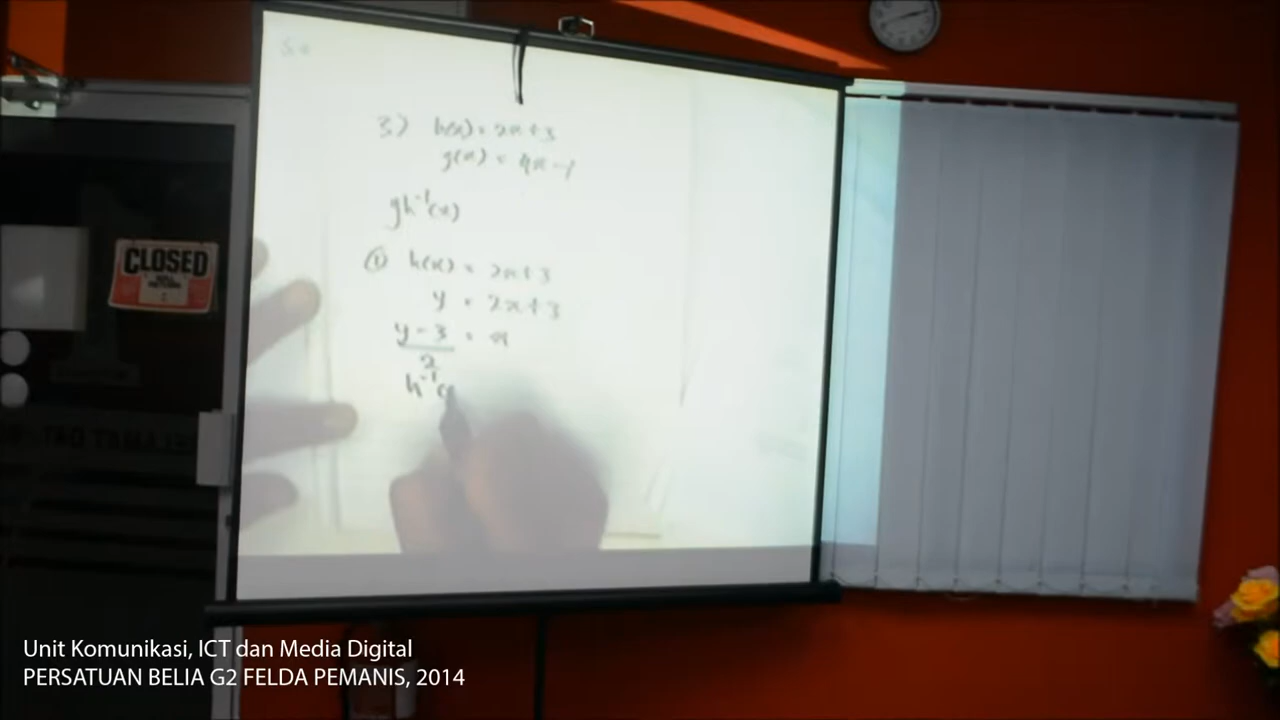 3) h(x) = 2x + 3
g(x) = 4x - 1
gh⁻¹(x)
① h(x) = 2x + 3
y = 2x + 3
y - 3 = x
2
h⁻¹(
CLOSED
Unit Komunikasi, ICT dan Media Digital
PERSATUAN BELIA G2 FELDA PEMANIS, 2014